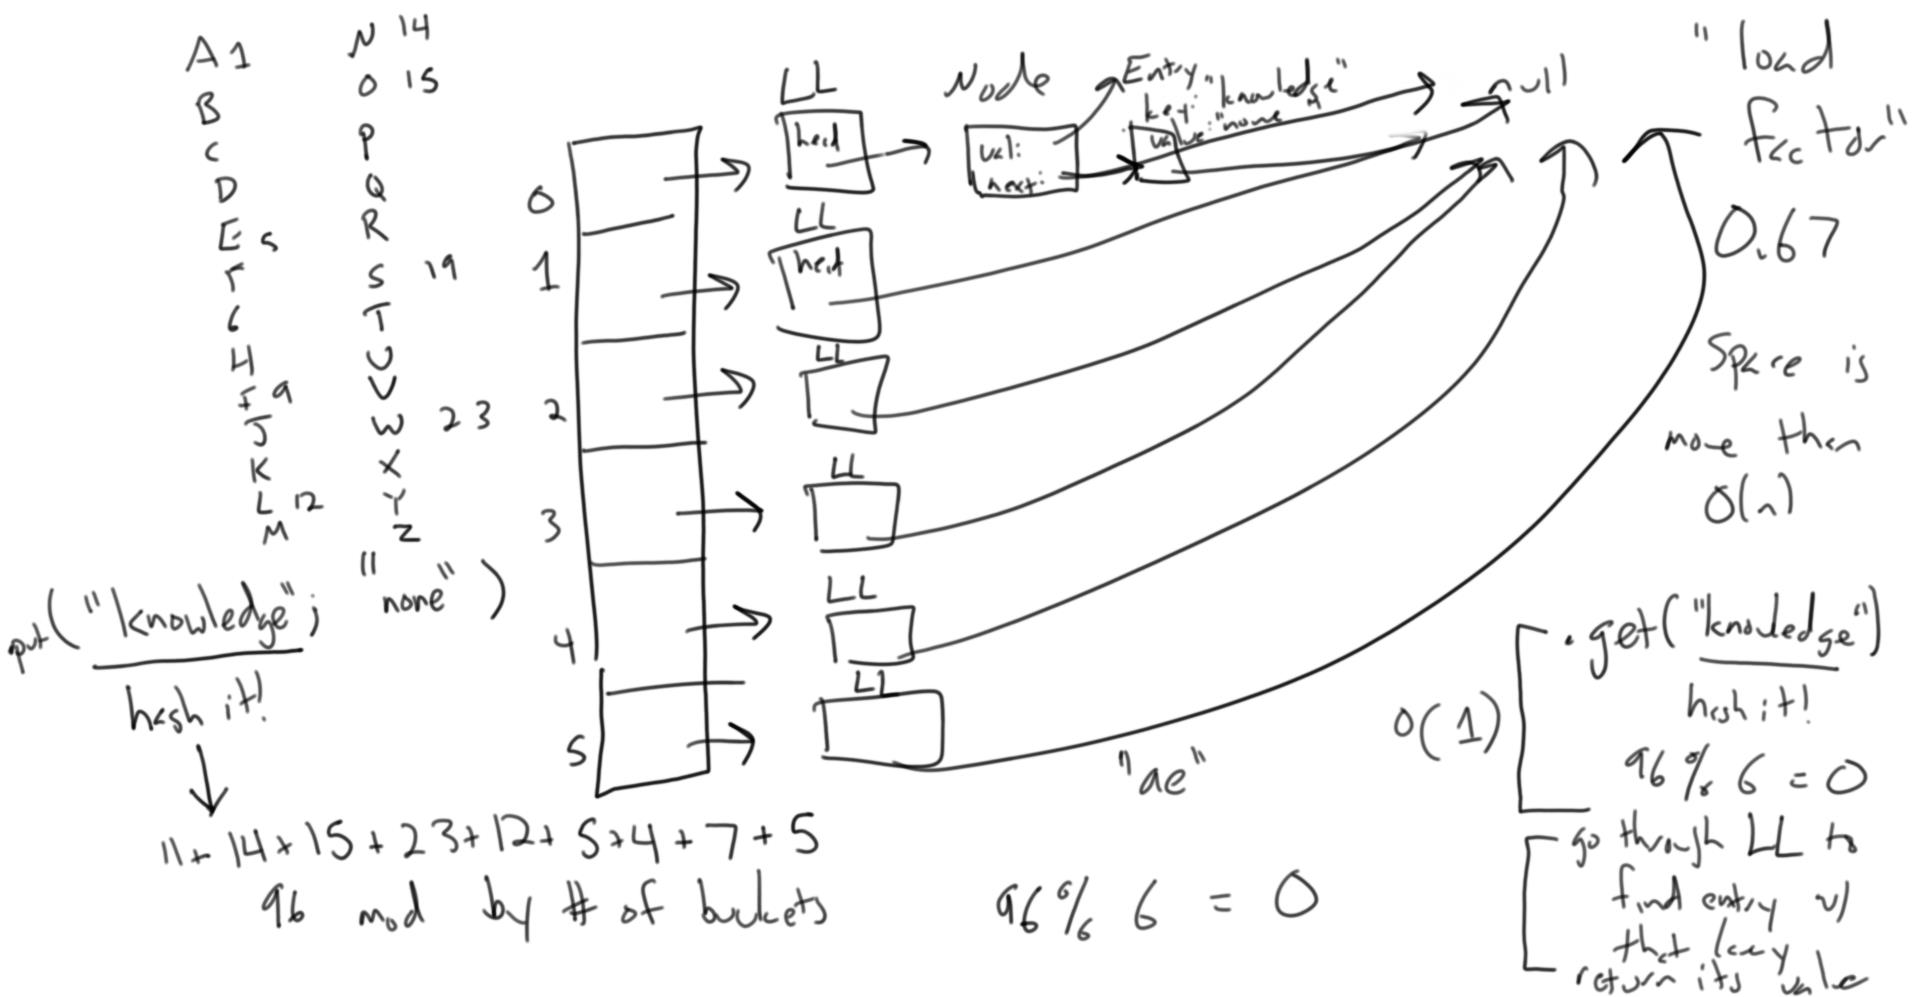 A 1
B
C
D
E 5
F
G
H
I 9
J
K
L 12
M
N 14
O 15
P
Q
R
S 19
T
U
V
W 23
X
Y
Z
put("knowledge"; "none")
hash it!
11 + 14 + 15 + 23 + 12 + 5 + 4 + 7 + 5
96 mod by # of buckets
96 % 6 = 0
0
1
2
3
4
5
LL
head
LL
head
LL
LL
LL
LL
Node
val:
next:
Entry
key: "knowledge"
value: "none"
null
"ae"
"load
factor"
0.67
Space is
more than
O(n)
O(1)
.get("knowledge")
hash it!
96 % 6 = 0
go through LL to
find entry w/
that key
return its value